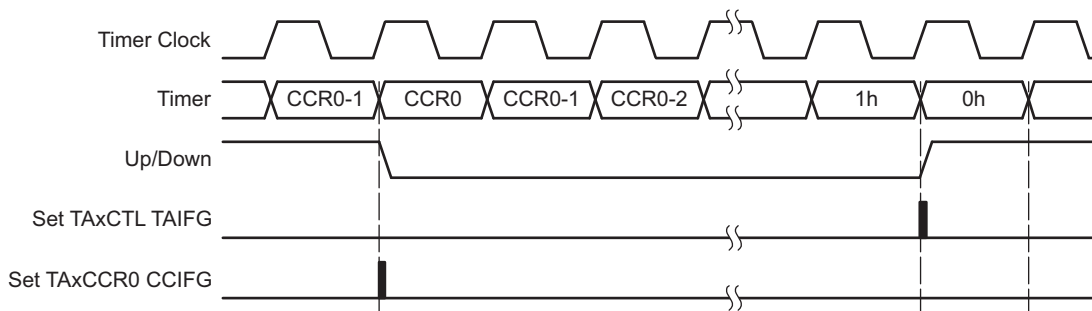 Timer Clock
Timer CCR0-1 CCR0 CCR0-1 CCR0-2 1h 0h
Up/Down
Set TAxCTL TAIFG
Set TAxCCR0 CCIFG